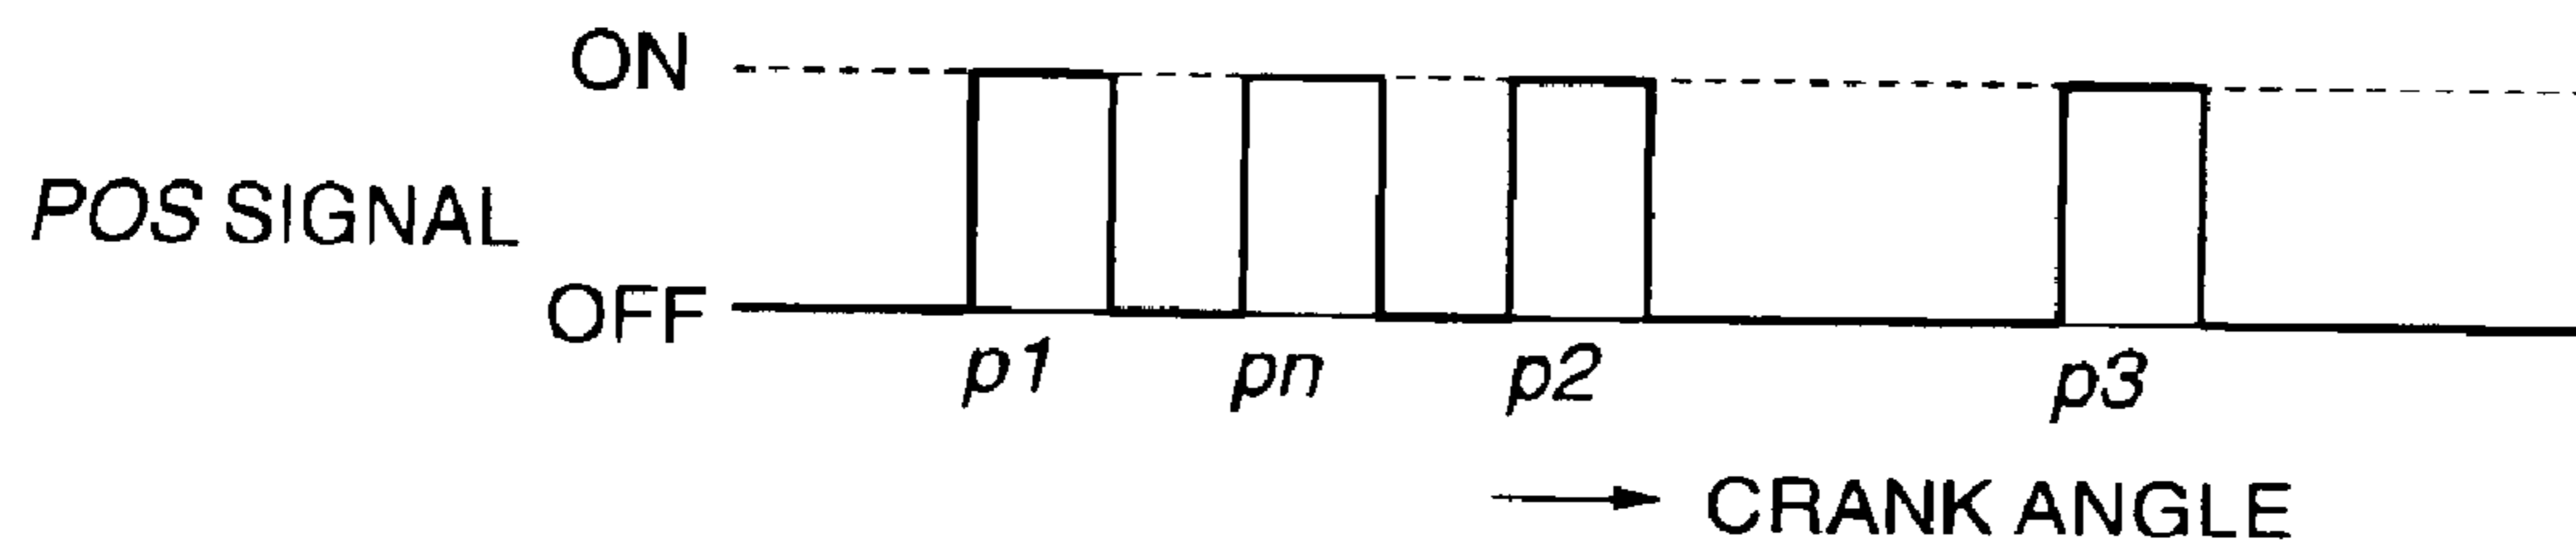 ON
POS SIGNAL
OFF
p1 pn p2 p3
CRANK ANGLE